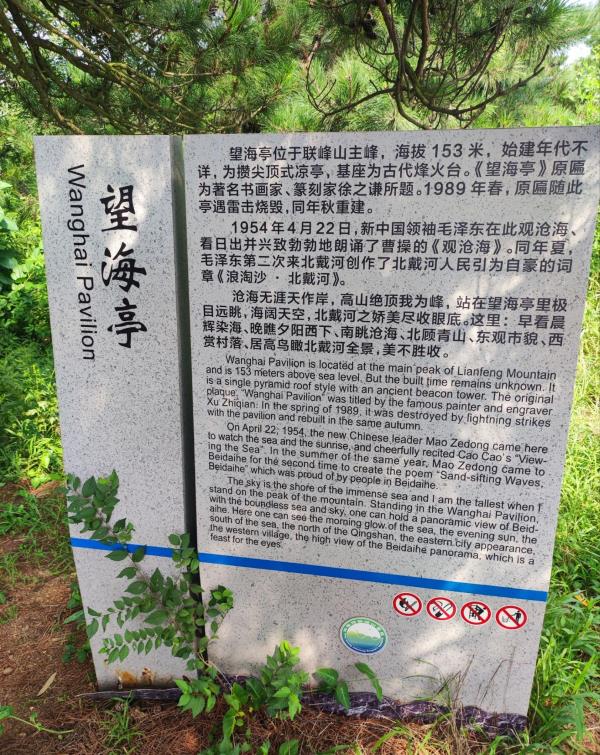 望海亭
Wanghai Pavilion
望海亭位于联峰山主峰，海拔 153 米，始建年代不
详，为攒尖顶式凉亭，基座为古代烽火台。《望海亭》原匾
为著名书画家、篆刻家徐之谦所题。1989 年春，原匾随此
亭遇雷击烧毁，同年秋重建。
1954 年 4 月 22 日，新中国领袖毛泽东在此观沧海、
看日出并兴致勃勃地朗诵了曹操的《观沧海》。同年夏，
毛泽东第二次来北戴河创作了北戴河人民引为自豪的词
章《浪淘沙 · 北戴河》。
沧海无涯天作岸，高山绝顶我为峰，站在望海亭里极
目远眺，海阔天空，北戴河之娇美尽收眼底。这里：早看晨
辉染海、晚瞧夕阳西下、南眺沧海、北顾青山、东观市貌、西
赏村落、居高鸟瞰北戴河全景，美不胜收。
Wanghai Pavilion is located at the main peak of Lianfeng Mountain
and is 153 meters above sea level. But the built time remains unknown. It
is a single pyramid roof style with an ancient beacon tower. The original
plaque, "Wanghai Pavilion" was titled by the famous painter and engraver
Xu Zhiqian. In the spring of 1989, it was destroyed by lightning strikes
with the pavilion and rebuilt in the same autumn.
On April 22, 1954, the new Chinese leader Mao Zedong came here
to watch the sea and the sunrise, and cheerfully recited Cao Cao's "View-
ing the Sea". In the summer of the same year, Mao Zedong came to
Beidaihe for the second time to create the poem "Sand-sifting Waves,
Beidaihe" which was proud of by people in Beidaihe.
The sky is the shore of the immense sea and I am the tallest when I
stand on the peak of the mountain. Standing in the Wanghai Pavilion,
with the boundless sea and sky, one can hold a panoramic view of Beid-
aihe. Here one can see the morning glow of the sea, the evening sun, the
south of the sea, the north of the Qingshan, the eastern city appearance,
the western village, the high view of the Beidaihe panorama, which is a
feast for the eyes.